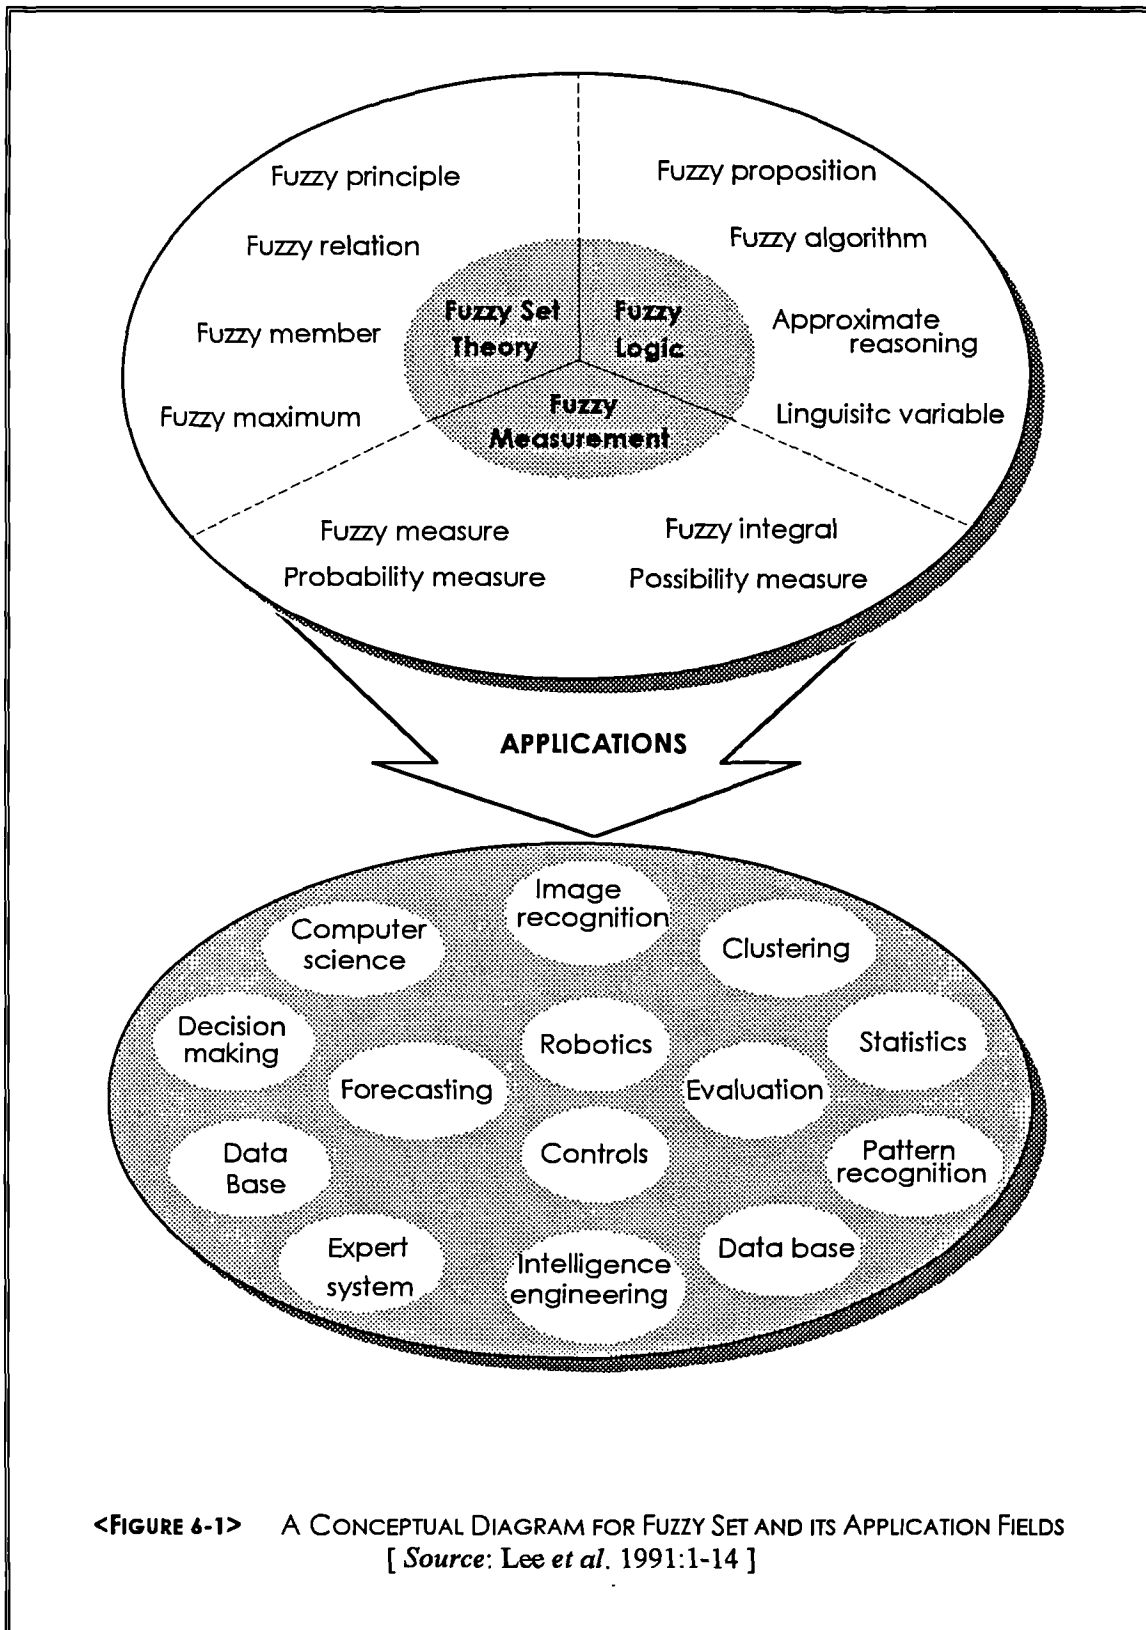 Fuzzy principle
Fuzzy relation
Fuzzy member
Fuzzy maximum
Fuzzy Set
Theory
Fuzzy
Logic
Fuzzy
Measurement
Fuzzy proposition
Fuzzy algorithm
Approximate
reasoning
Linguisitc variable
Fuzzy measure
Probability measure
Fuzzy integral
Possibility measure
APPLICATIONS
Image
recognition
Computer
science
Clustering
Decision
making
Robotics
Statistics
Forecasting
Evaluation
Data
Base
Controls
Pattern
recognition
Expert
system
Intelligence
engineering
Data base
<FIGURE 6-1> A CONCEPTUAL DIAGRAM FOR FUZZY SET AND ITS APPLICATION FIELDS
[ Source: Lee et al. 1991:1-14 ]